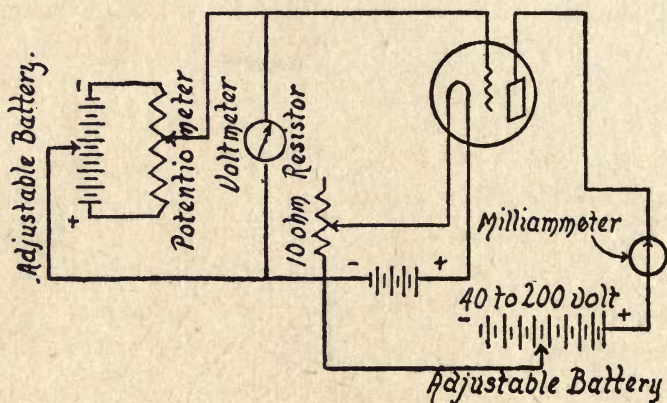 Adjustable Battery.
-
+
Potentiometer
Voltmeter
10 ohm Resistor
-
+
Milliammeter
40 to 200 volt
-
+
Adjustable Battery